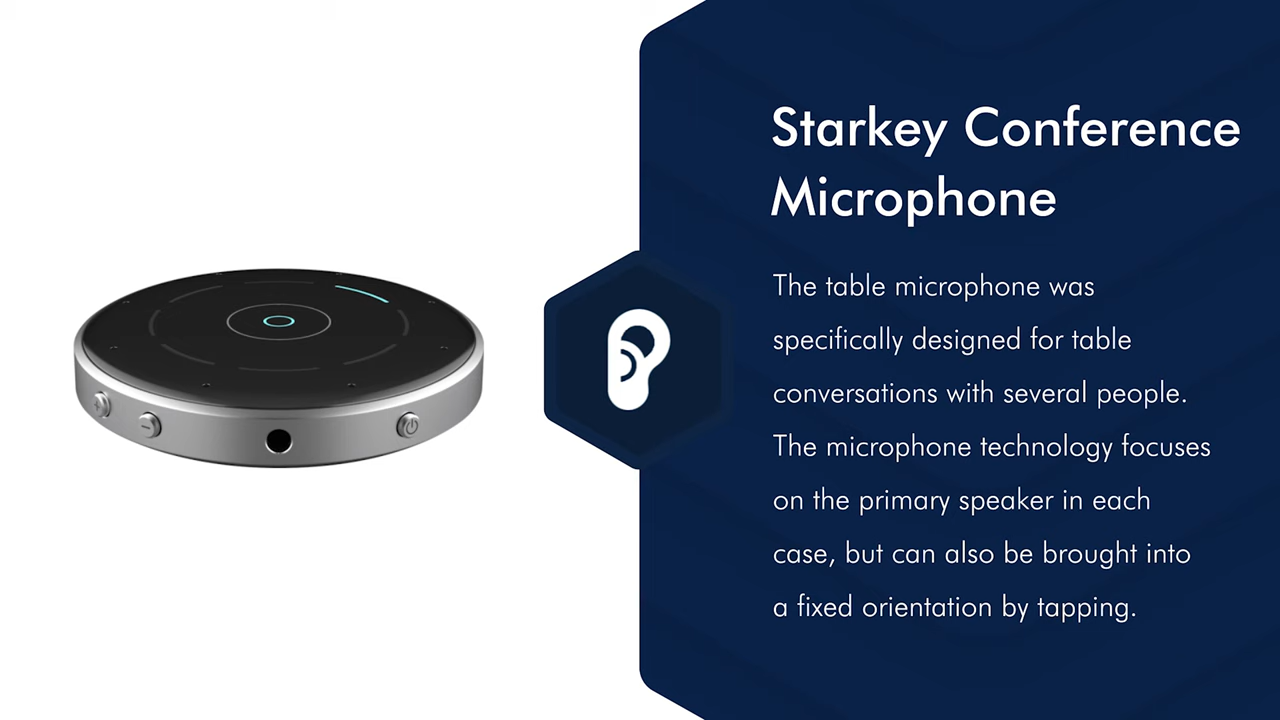 Starkey Conference
Microphone
The table microphone was
specifically designed for table
conversations with several people.
The microphone technology focuses
on the primary speaker in each
case, but can also be brought into
a fixed orientation by tapping.